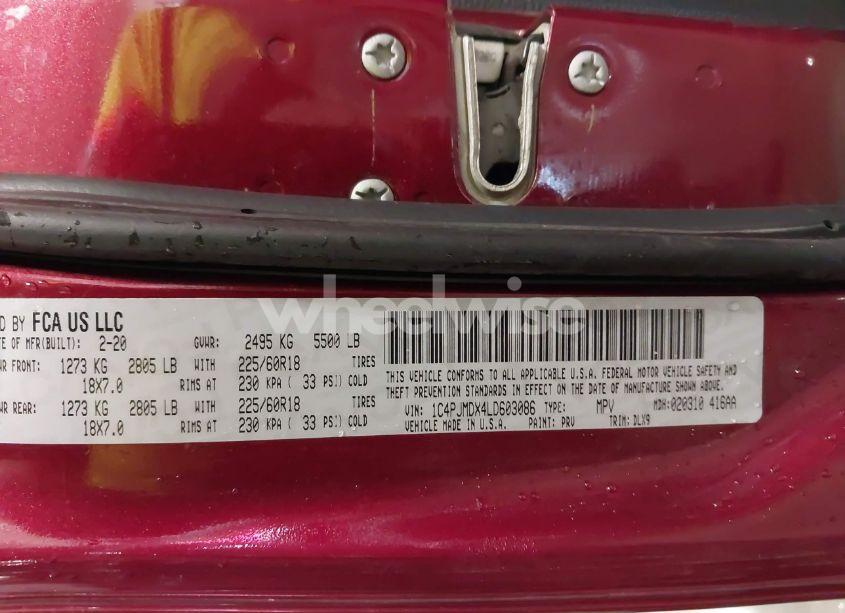 D BY FCA US LLC
TE OF MFR(BUILT): 2-20 GVWR: 2495 KG 5500 LB
WR FRONT: 1273 KG 2805 LB WITH 225/60R18 TIRES
18X7.0 RIMS AT 230 KPA ( 33 PSI) COLD
WR REAR: 1273 KG 2805 LB WITH 225/60R18 TIRES
18X7.0 RIMS AT 230 KPA ( 33 PSI) COLD
THIS VEHICLE CONFORMS TO ALL APPLICABLE U.S.A. FEDERAL MOTOR VEHICLE SAFETY AND
THEFT PREVENTION STANDARDS IN EFFECT ON THE DATE OF MANUFACTURE SHOWN ABOVE.
VIN: 1C4PJMDX4LD603086 TYPE: MPV MDH: 020310 416AA
VEHICLE MADE IN U.S.A. PAINT: PRV TRIM: DLX9
wheelwise